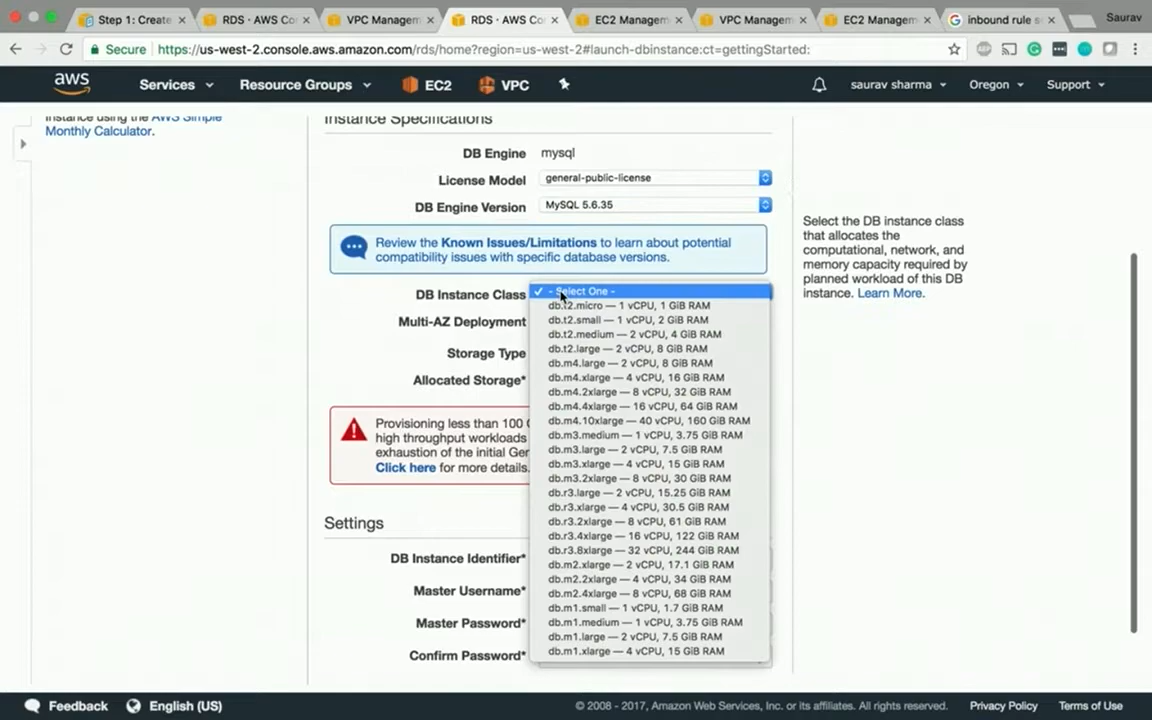 Step 1: Create
RDS · AWS Co
VPC Managem
RDS · AWS Co
EC2 Managem
VPC Managem
EC2 Managem
inbound rule s
Saurav
Secure
https://us-west-2.console.aws.amazon.com/rds/home?region=us-west-2#launch-dbinstance:ct=gettingStarted:
aws
Services
Resource Groups
EC2
VPC
saurav sharma
Oregon
Support
instance using the AWS Simple
Monthly Calculator.
Instance Specifications
DB Engine
mysql
License Model
general-public-license
DB Engine Version
MySQL 5.6.35
Review the Known Issues/Limitations to learn about potential
compatibility issues with specific database versions.
DB Instance Class
✓ - Select One -
db.t2.micro — 1 vCPU, 1 GiB RAM
db.t2.small — 1 vCPU, 2 GiB RAM
db.t2.medium — 2 vCPU, 4 GiB RAM
db.t2.large — 2 vCPU, 8 GiB RAM
db.m4.large — 2 vCPU, 8 GiB RAM
db.m4.xlarge — 4 vCPU, 16 GiB RAM
db.m4.2xlarge — 8 vCPU, 32 GiB RAM
db.m4.4xlarge — 16 vCPU, 64 GiB RAM
db.m4.10xlarge — 40 vCPU, 160 GiB RAM
db.m3.medium — 1 vCPU, 3.75 GiB RAM
db.m3.large — 2 vCPU, 7.5 GiB RAM
db.m3.xlarge — 4 vCPU, 15 GiB RAM
db.m3.2xlarge — 8 vCPU, 30 GiB RAM
db.r3.large — 2 vCPU, 15.25 GiB RAM
db.r3.xlarge — 4 vCPU, 30.5 GiB RAM
db.r3.2xlarge — 8 vCPU, 61 GiB RAM
db.r3.4xlarge — 16 vCPU, 122 GiB RAM
db.r3.8xlarge — 32 vCPU, 244 GiB RAM
db.m2.xlarge — 2 vCPU, 17.1 GiB RAM
db.m2.2xlarge — 4 vCPU, 34 GiB RAM
db.m2.4xlarge — 8 vCPU, 68 GiB RAM
db.m1.small — 1 vCPU, 1.7 GiB RAM
db.m1.medium — 1 vCPU, 3.75 GiB RAM
db.m1.large — 2 vCPU, 7.5 GiB RAM
db.m1.xlarge — 4 vCPU, 15 GiB RAM
Multi-AZ Deployment
Storage Type
Allocated Storage*
Provisioning less than 100 G
high throughput workloads
exhaustion of the initial Ger
Click here for more details.
Settings
DB Instance Identifier*
Master Username*
Master Password*
Confirm Password*
Select the DB instance class
that allocates the
computational, network, and
memory capacity required by
planned workload of this DB
instance. Learn More.
Feedback
English (US)
© 2008 - 2017, Amazon Web Services, Inc. or its affiliates. All rights reserved.
Privacy Policy
Terms of Use